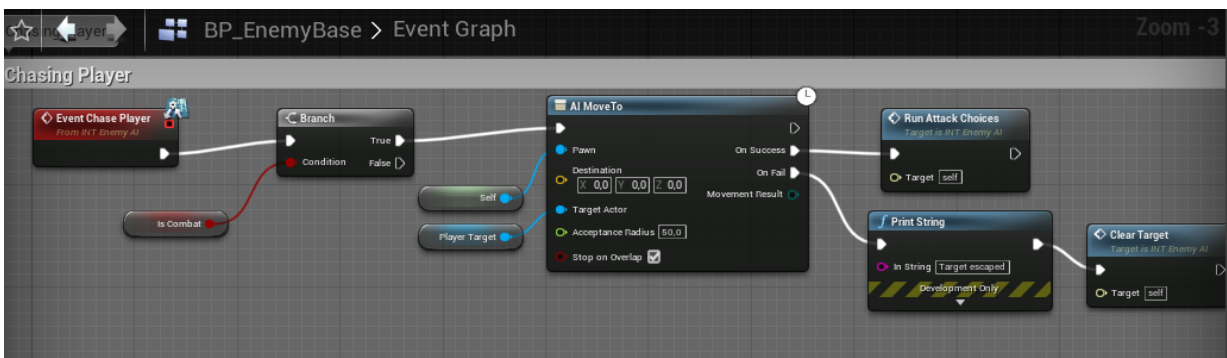 BP_EnemyBase > Event Graph
Zoom -3
Chasing Player
Event Chase Player
From INT Enemy AI
Branch
True
Condition
False
Is Combat
Self
Player Target
AI MoveTo
Pawn
On Success
Destination
X 0,0 Y 0,0 Z 0,0
On Fail
Movement Result
Target Actor
Acceptance Radius 50,0
Stop on Overlap
Run Attack Choices
Target is INT Enemy AI
Target self
Print String
In String Target escaped
Development Only
Clear Target
Target is INT Enemy AI
Target self